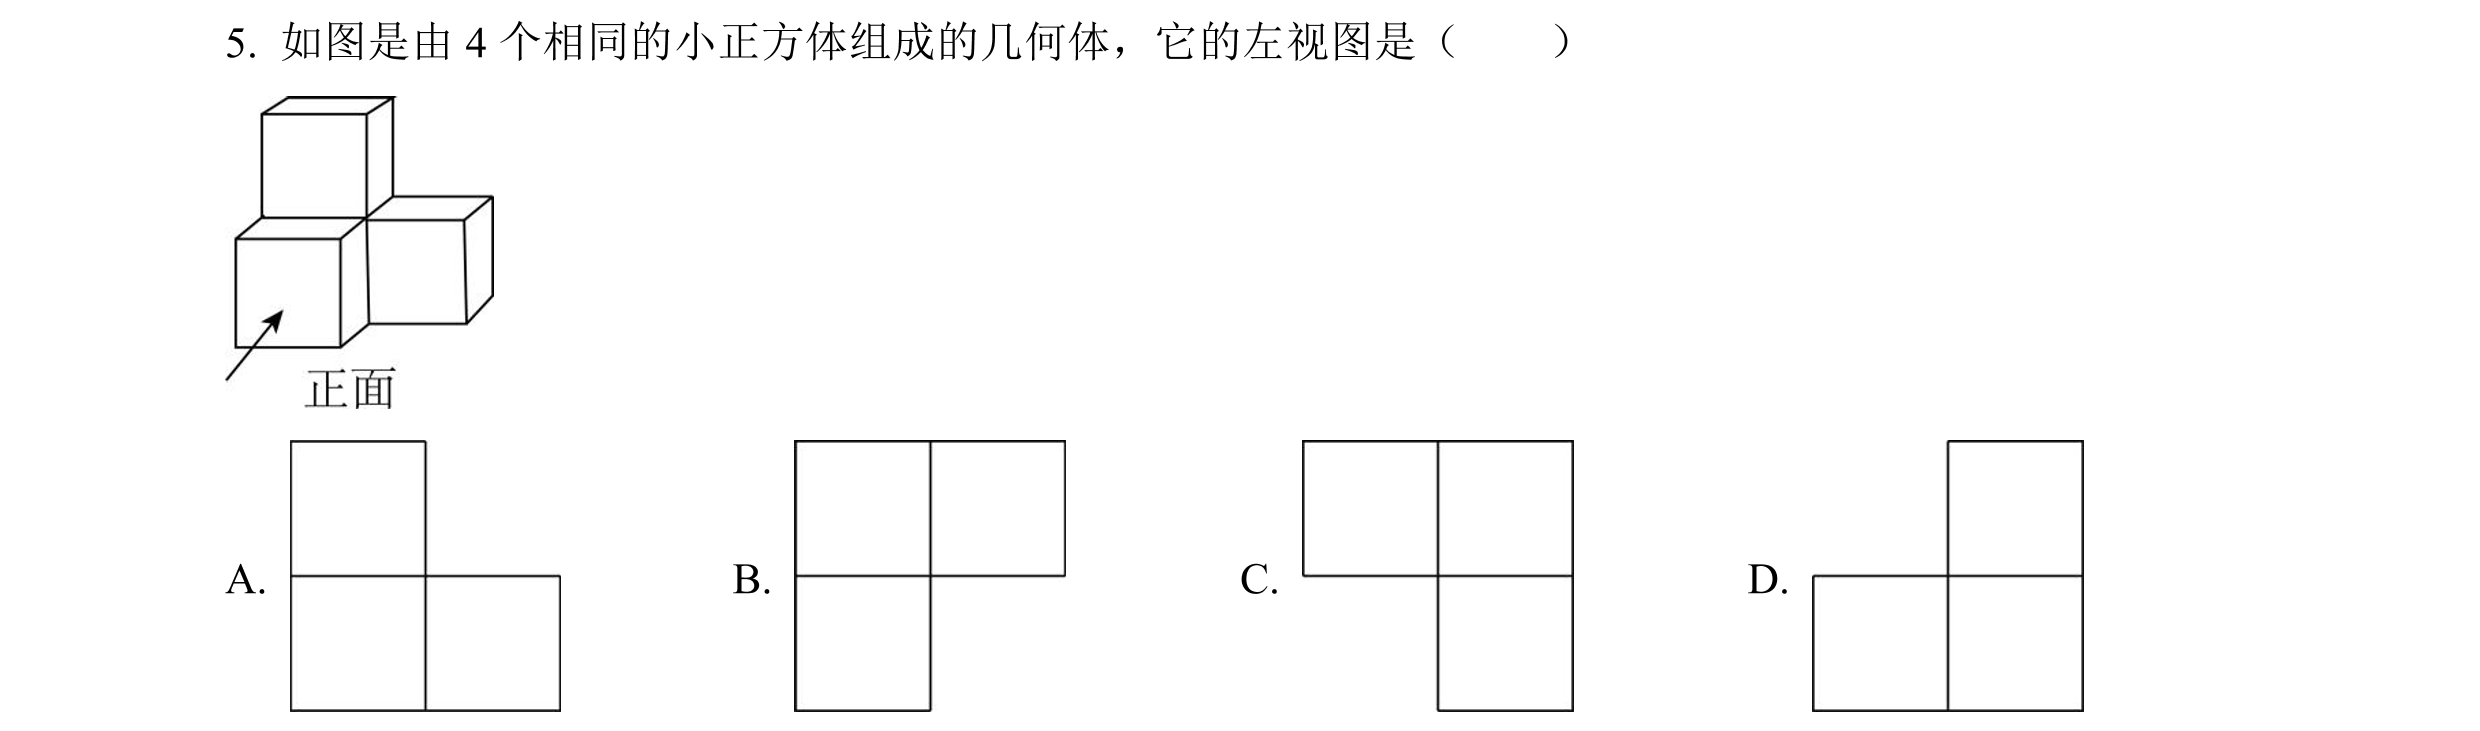 5. 如图是由 4 个相同的小正方体组成的几何体，它的左视图是（　　）
正面
A. B. C. D.